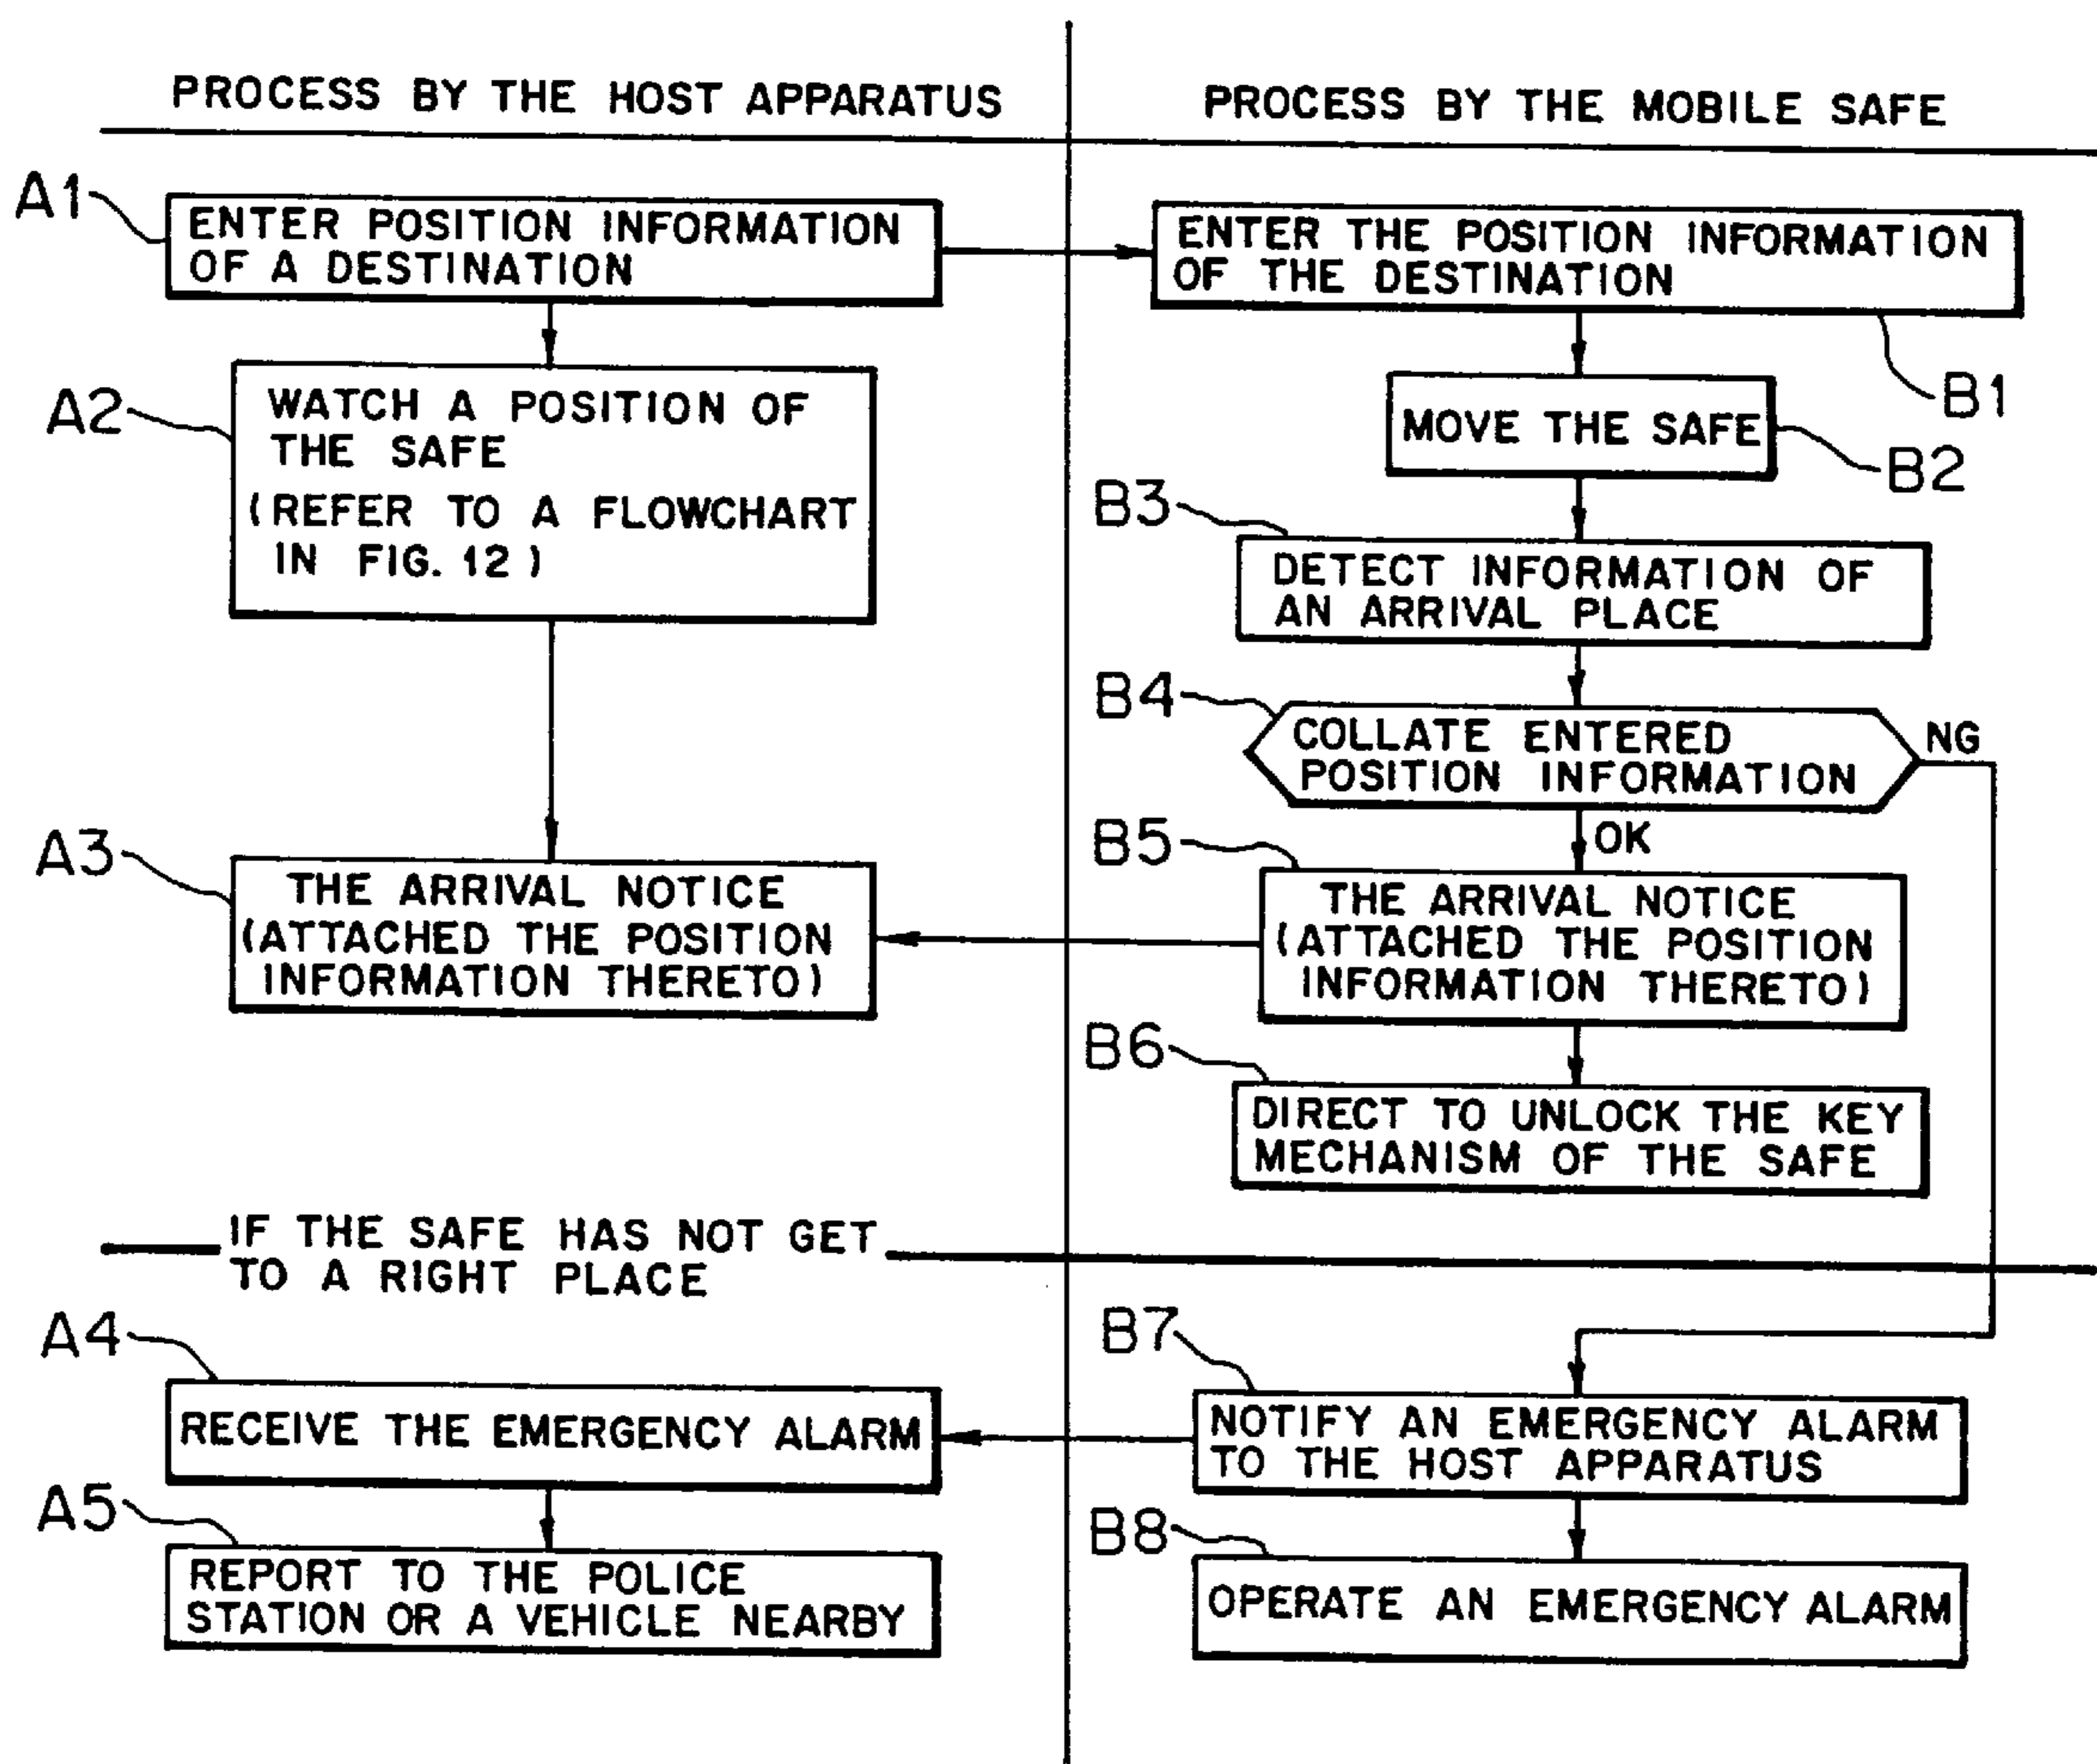 PROCESS BY THE HOST APPARATUS
PROCESS BY THE MOBILE SAFE
A1
ENTER POSITION INFORMATION
OF A DESTINATION
ENTER THE POSITION INFORMATION
OF THE DESTINATION
B1
A2
WATCH A POSITION OF
THE SAFE
(REFER TO A FLOWCHART
IN FIG. 12)
MOVE THE SAFE
B2
B3
DETECT INFORMATION OF
AN ARRIVAL PLACE
B4
COLLATE ENTERED
POSITION INFORMATION
NG
OK
A3
THE ARRIVAL NOTICE
(ATTACHED THE POSITION
INFORMATION THERETO)
B5
THE ARRIVAL NOTICE
(ATTACHED THE POSITION
INFORMATION THERETO)
B6
DIRECT TO UNLOCK THE KEY
MECHANISM OF THE SAFE
IF THE SAFE HAS NOT GET
TO A RIGHT PLACE
A4
RECEIVE THE EMERGENCY ALARM
B7
NOTIFY AN EMERGENCY ALARM
TO THE HOST APPARATUS
A5
REPORT TO THE POLICE
STATION OR A VEHICLE NEARBY
B8
OPERATE AN EMERGENCY ALARM